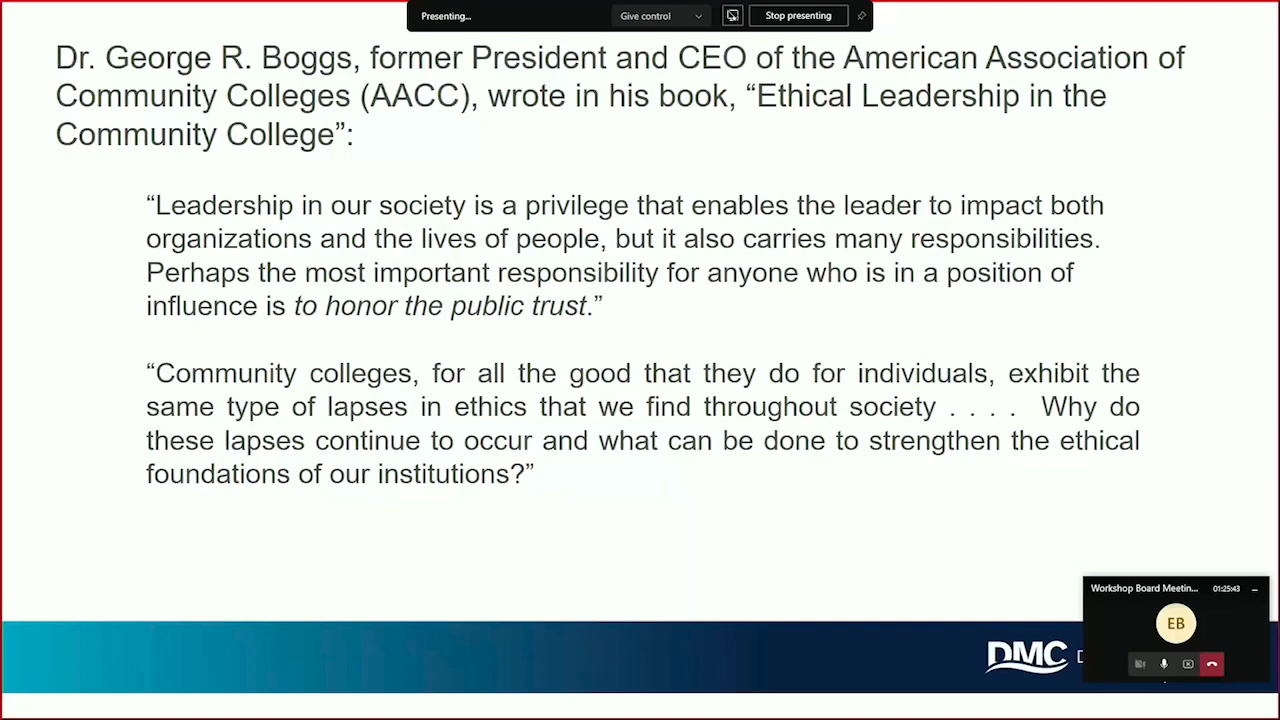 Presenting...
Give control
Stop presenting
Dr. George R. Boggs, former President and CEO of the American Association of
Community Colleges (AACC), wrote in his book, “Ethical Leadership in the
Community College”:
“Leadership in our society is a privilege that enables the leader to impact both
organizations and the lives of people, but it also carries many responsibilities.
Perhaps the most important responsibility for anyone who is in a position of
influence is to honor the public trust.”
“Community colleges, for all the good that they do for individuals, exhibit the
same type of lapses in ethics that we find throughout society . . . . Why do
these lapses continue to occur and what can be done to strengthen the ethical
foundations of our institutions?”
Workshop Board Meetin...
01:25:43
EB
DMC